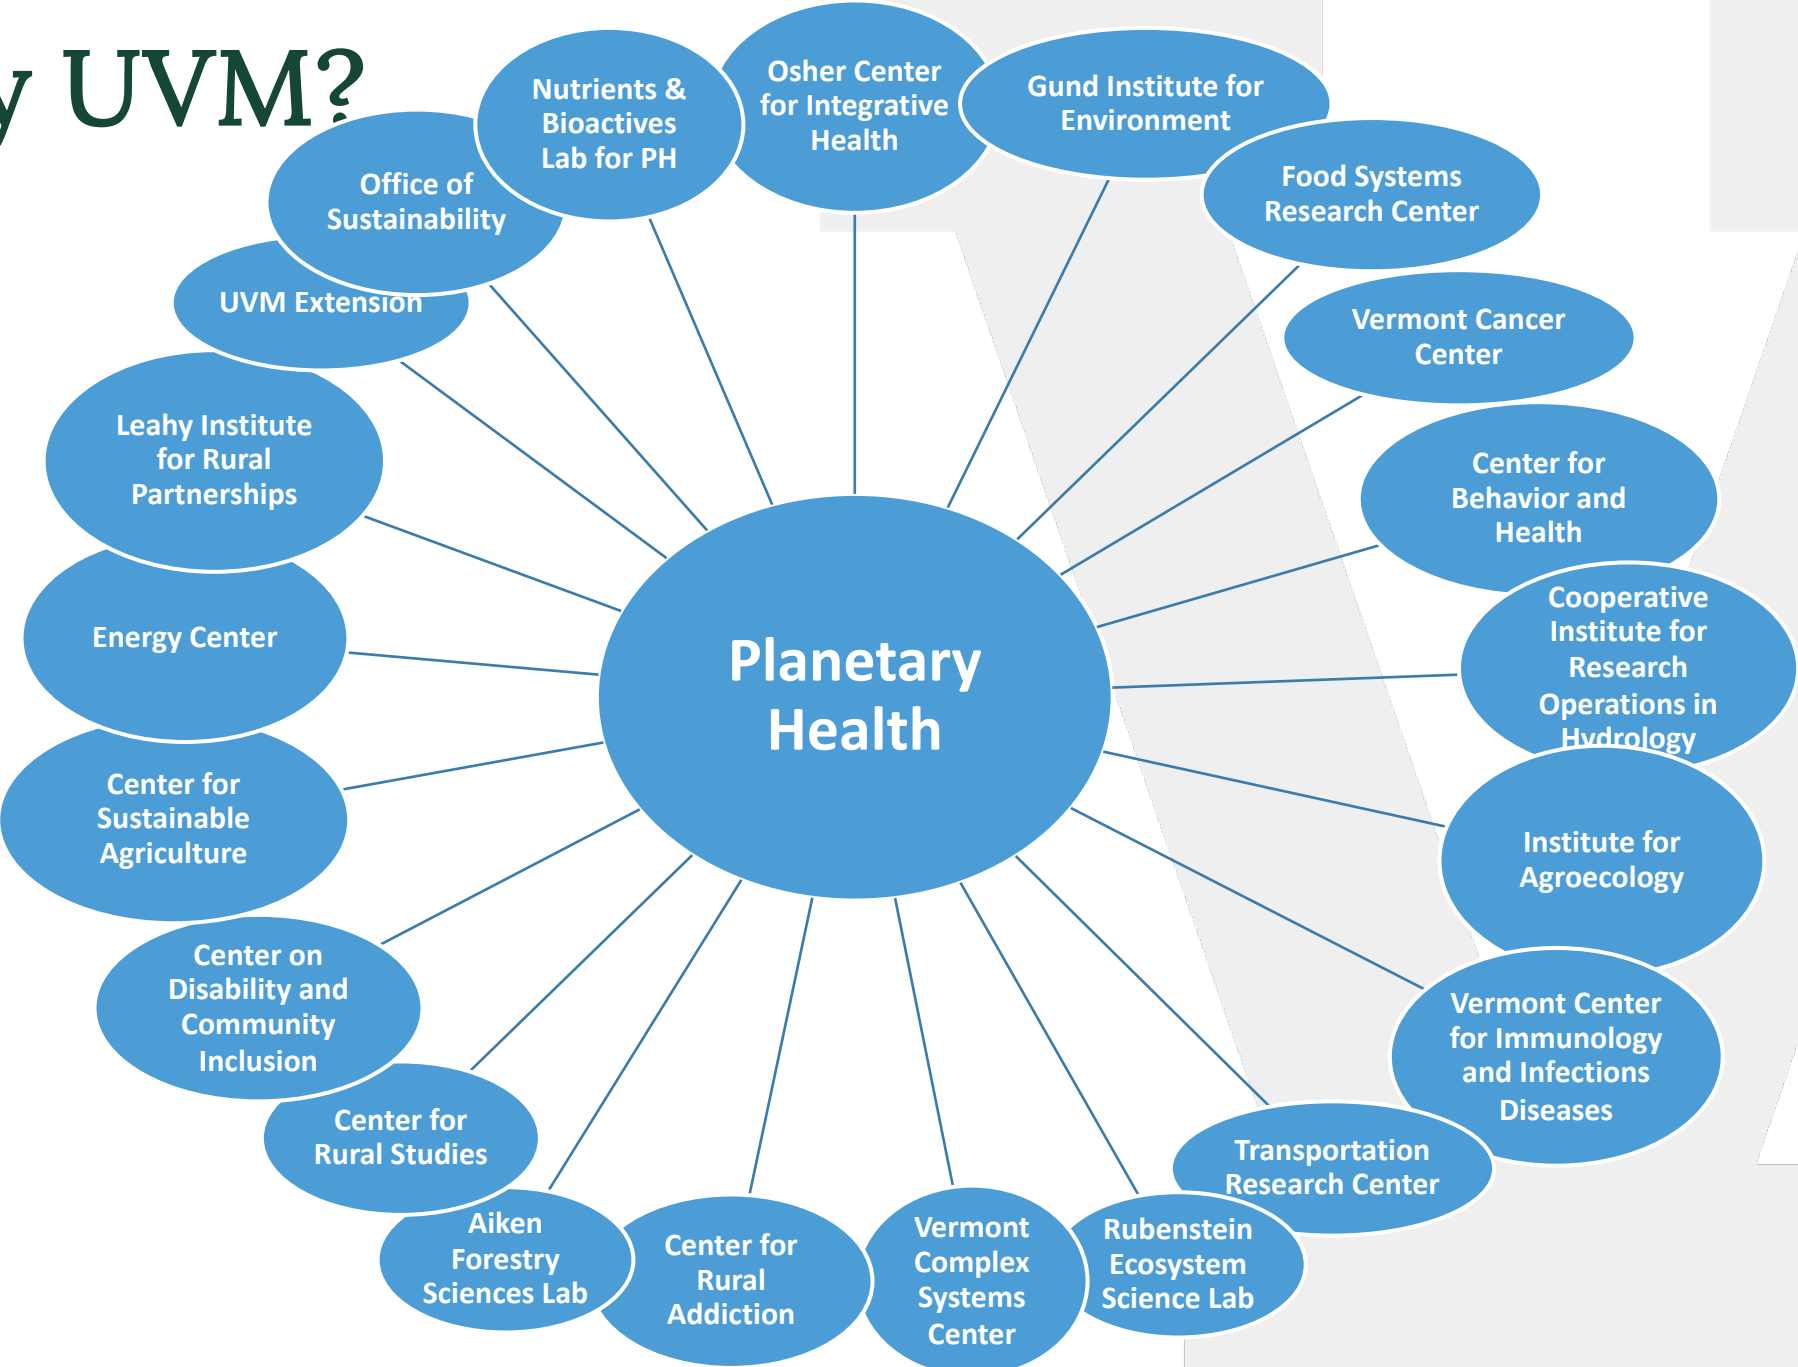 y UVM?
Osher Center
for Integrative
Health
Gund Institute for
Environment
Food Systems
Research Center
Vermont Cancer
Center
Center for
Behavior and
Health
Cooperative
Institute for
Research
Operations in
Hydrology
Institute for
Agroecology
Vermont Center
for Immunology
and Infections
Diseases
Transportation
Research Center
Rubenstein
Ecosystem
Science Lab
Vermont
Complex
Systems
Center
Center for
Rural
Addiction
Aiken
Forestry
Sciences Lab
Center for
Rural Studies
Center on
Disability and
Community
Inclusion
Center for
Sustainable
Agriculture
Energy Center
Leahy Institute
for Rural
Partnerships
UVM Extension
Office of
Sustainability
Nutrients &
Bioactives
Lab for PH
Planetary
Health